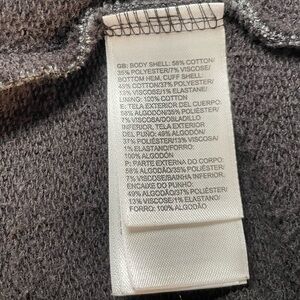 GB: BODY SHELL: 58% COTTON/
35% POLYESTER/7% VISCOSE/
BOTTOM HEM, CUFF SHELL:
49% COTTON/37% POLYESTER/
13% VISCOSE/1% ELASTANE/
LINING: 100% COTTON
E: TELA EXTERIOR DEL CUERPO:
58% ALGODÓN/35% POLIÉSTER/
7% VISCOSA/DOBLADILLO
INFERIOR, TELA EXTERIOR
DEL PUÑO: 49% ALGODÓN/
37% POLIÉSTER/13% VISCOSA/
1% ELASTANO/FORRO:
100% ALGODÓN
P: PARTE EXTERNA DO CORPO:
58% ALGODÃO/35% POLIÉSTER/
7% VISCOSE/BAINHA INFERIOR,
ENCAIXE DO PUNHO:
49% ALGODÃO/37% POLIÉSTER/
13% VISCOSE/1% ELASTANO/
FORRO: 100% ALGODÃO